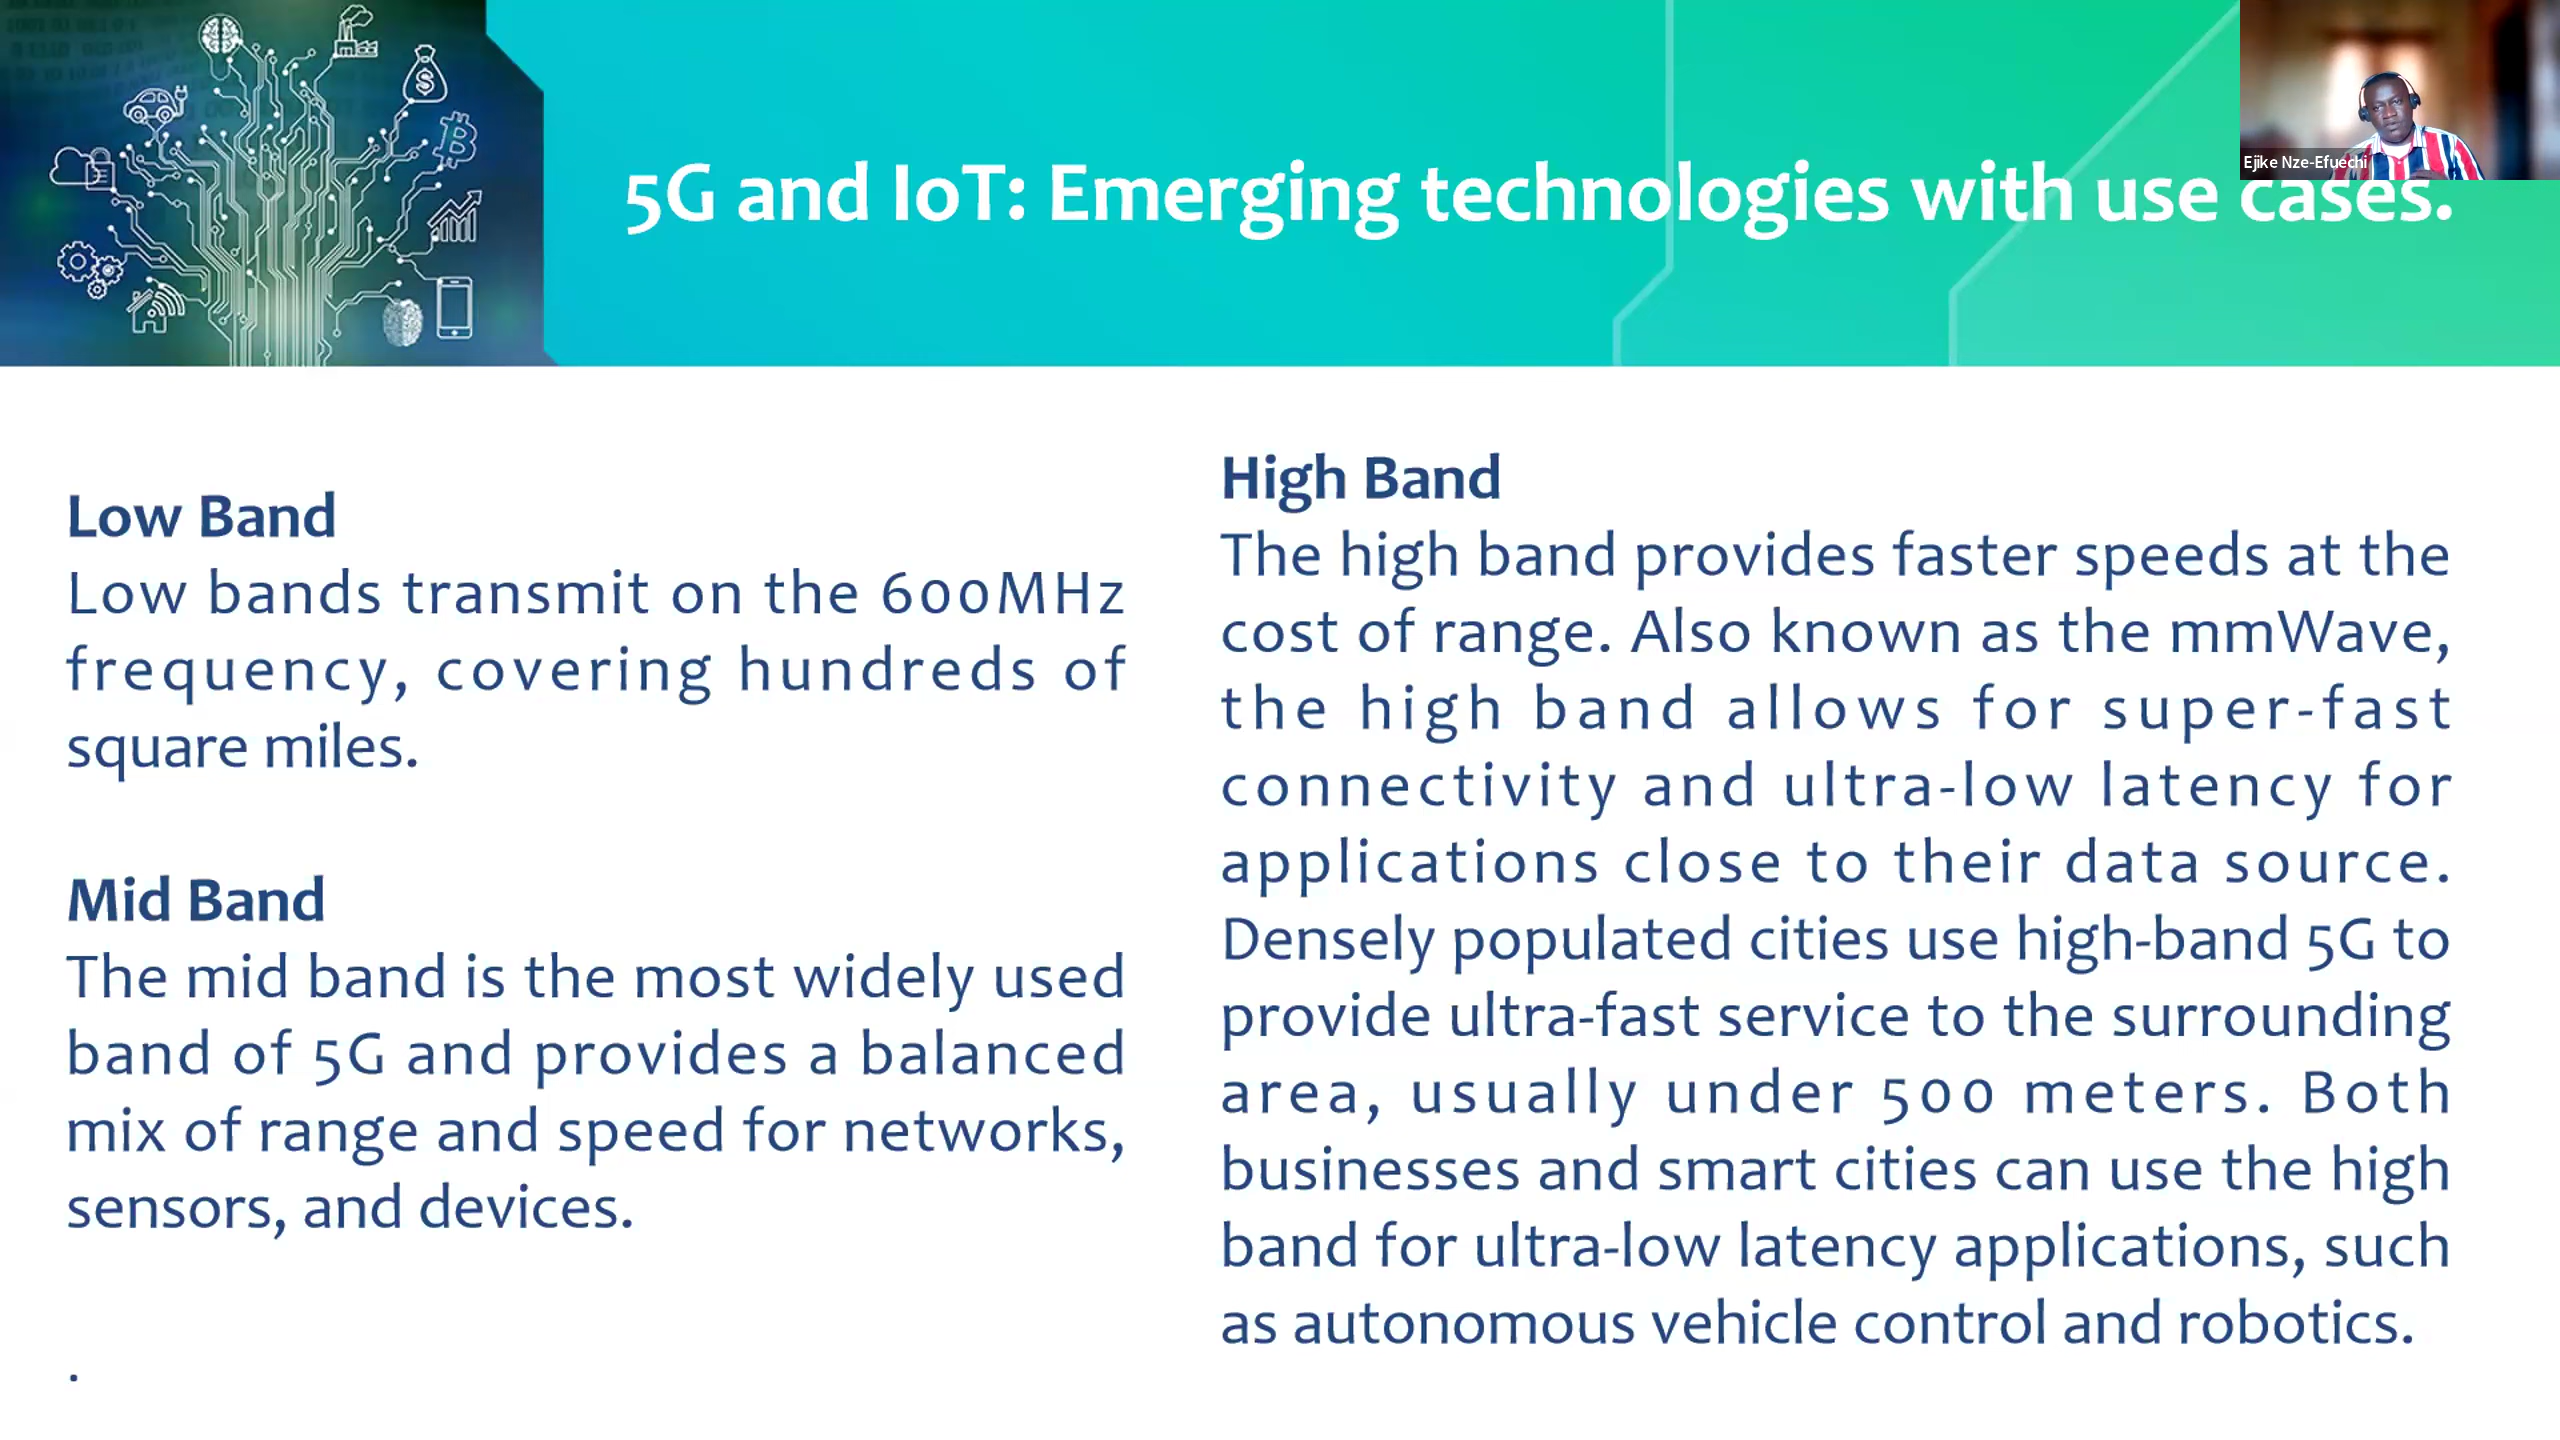 5G and IoT: Emerging technologies with use cases.
Ejike Nze-Efuechi
Low Band
Low bands transmit on the 600MHz
frequency, covering hundreds of
square miles.
Mid Band
The mid band is the most widely used
band of 5G and provides a balanced
mix of range and speed for networks,
sensors, and devices.
.
High Band
The high band provides faster speeds at the
cost of range. Also known as the mmWave,
the high band allows for super-fast
connectivity and ultra-low latency for
applications close to their data source.
Densely populated cities use high-band 5G to
provide ultra-fast service to the surrounding
area, usually under 500 meters. Both
businesses and smart cities can use the high
band for ultra-low latency applications, such
as autonomous vehicle control and robotics.